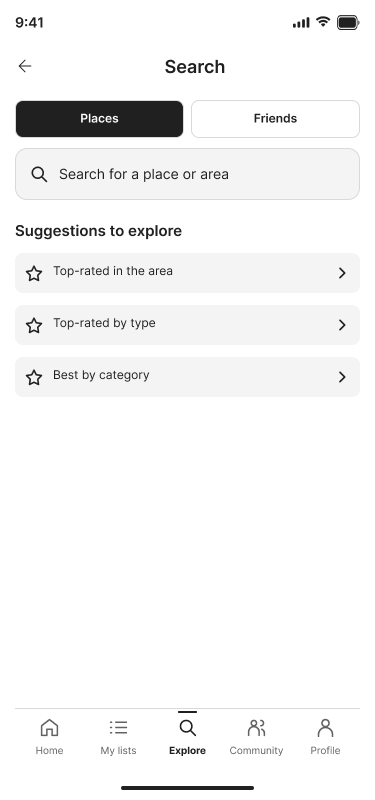 9:41
Search
Places
Friends
Search for a place or area
Suggestions to explore
Top-rated in the area
Top-rated by type
Best by category
Home
My lists
Explore
Community
Profile